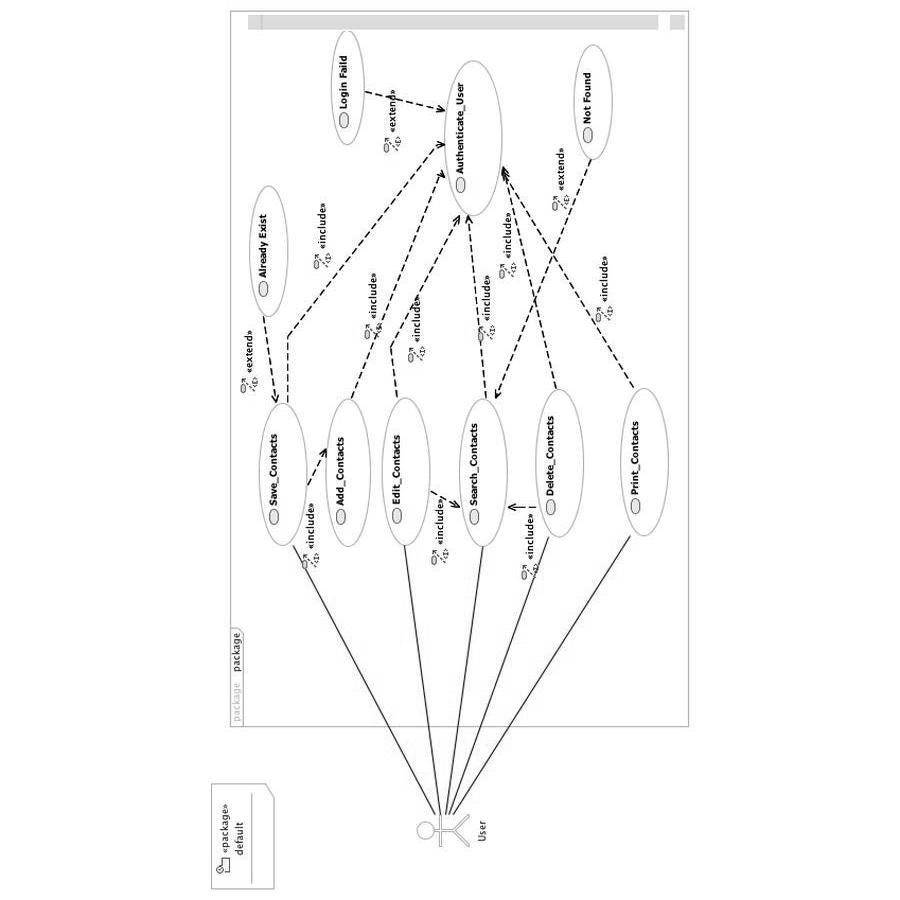 «package»
default
package package
«extend»
Already Exist
Save_Contacts
«include»
«include»
Add_Contacts
Login Faild
«include»
«extend»
Edit_Contacts
«include»
«include»
Authenticate_User
Search_Contacts
User
«include»
«include»
«include»
Delete_Contacts
«extend»
Not Found
«include»
Print_Contacts